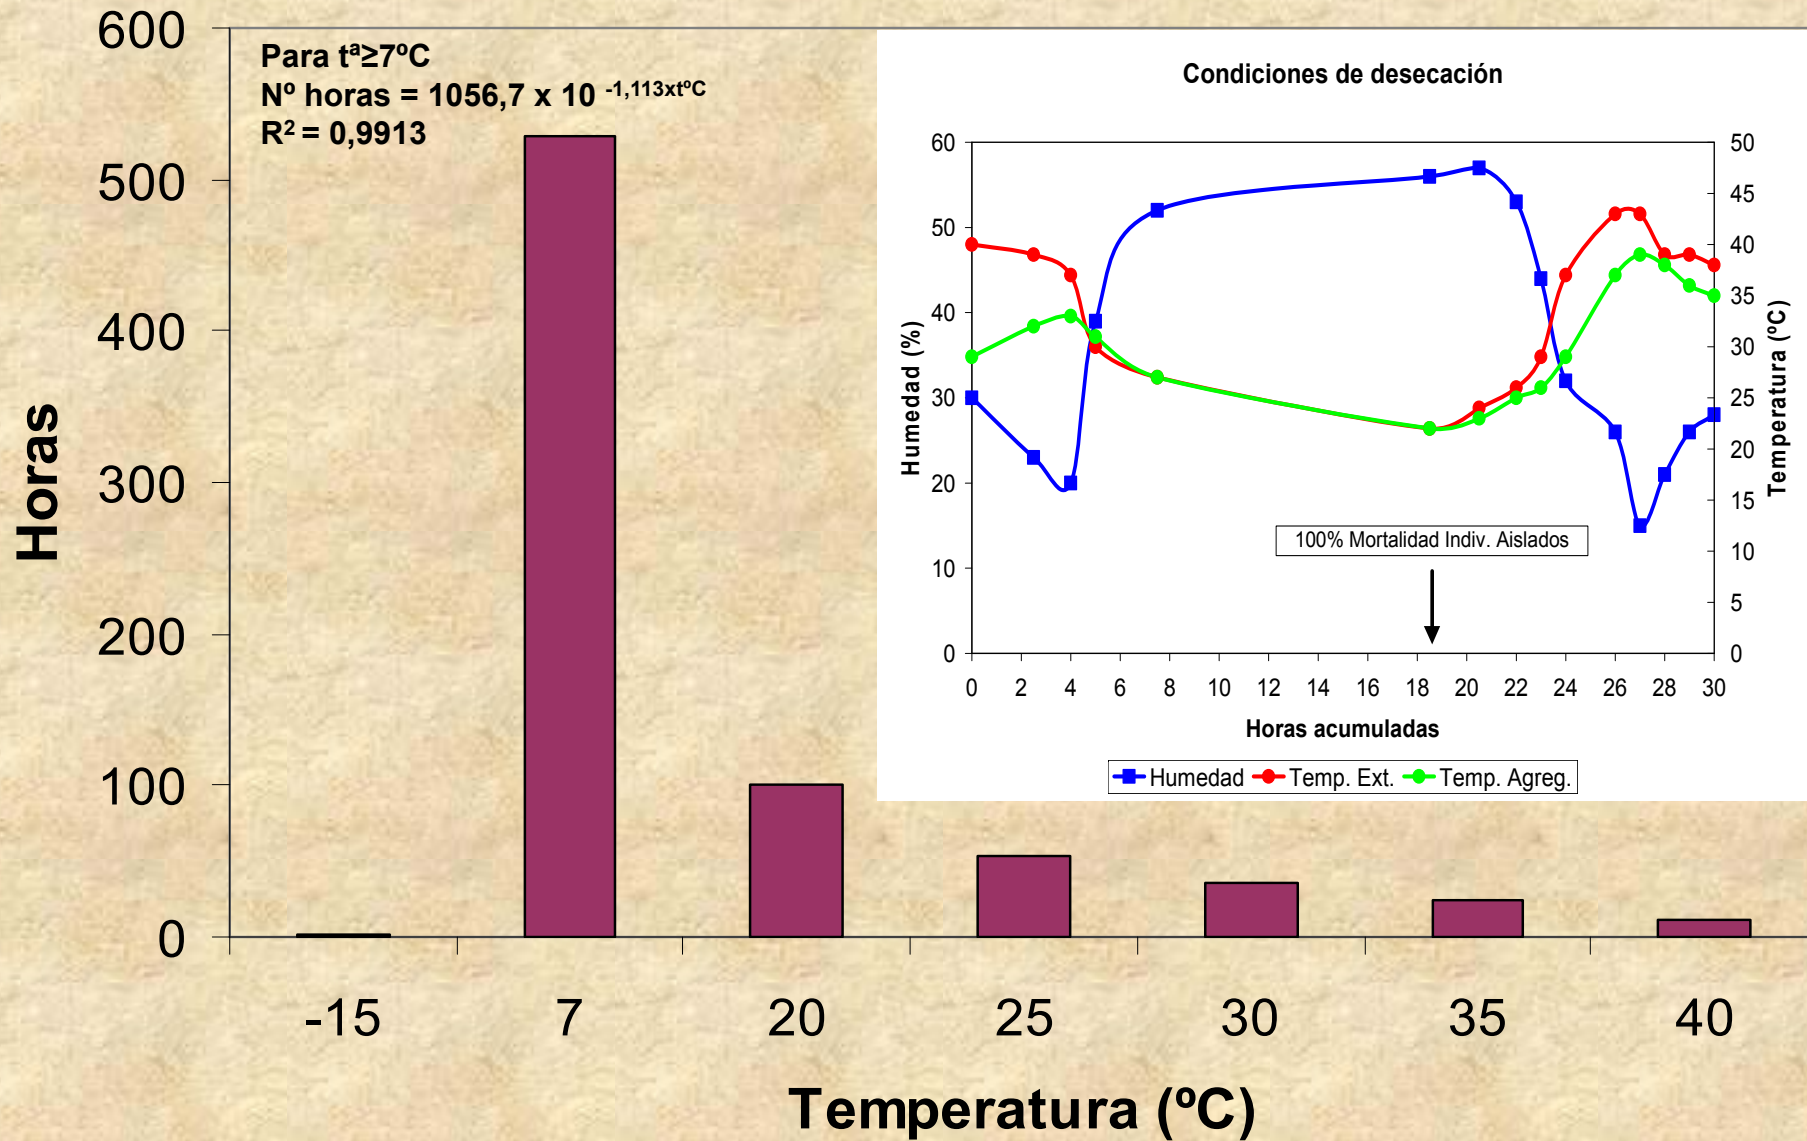 Para tª≥7ºC
Nº horas = 1056,7 x 10 -1,113xtºC
R2 = 0,9913
600
500
400
300
200
100
0
Horas
-15 7 20 25 30 35 40
Temperatura (ºC)
Condiciones de desecación
60
50
40
30
20
10
0
Humedad (%)
50
45
40
35
30
25
20
15
10
5
0
Temperatura (ºC)
100% Mortalidad Indiv. Aislados
0 2 4 6 8 10 12 14 16 18 20 22 24 26 28 30
Horas acumuladas
Humedad Temp. Ext. Temp. Agreg.